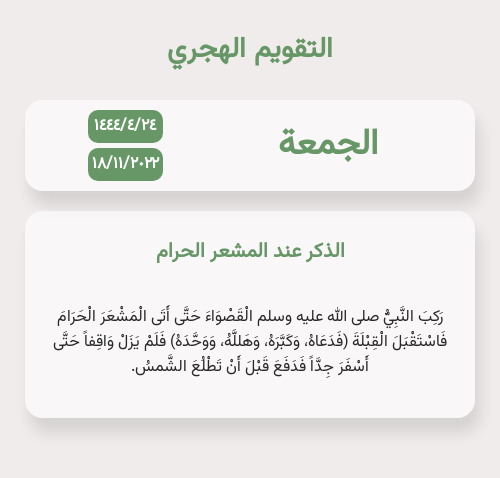 التقويم الهجري
الجمعة
١٤٤٤/٤/٢٤
١٨/١١/٢٠٢٢
الذكر عند المشعر الحرام
رَكِبَ النَّبِيُّ صلى الله عليه وسلم الْقَصْوَاءَ حَتَّى أَتَى الْمَشْعَرَ الْحَرَامَ
فَاسْتَقْبَلَ الْقِبْلَةَ (فَدَعَاهُ، وَكَبَّرَهُ، وَهَللَّهُ، وَوَحَّدَهُ) فَلَمْ يَزَلْ وَاقِفاً حَتَّى
أَسْفَرَ جِدَّاً فَدَفَعَ قَبْلَ أَنْ تَطْلُعَ الشَّمسُ.